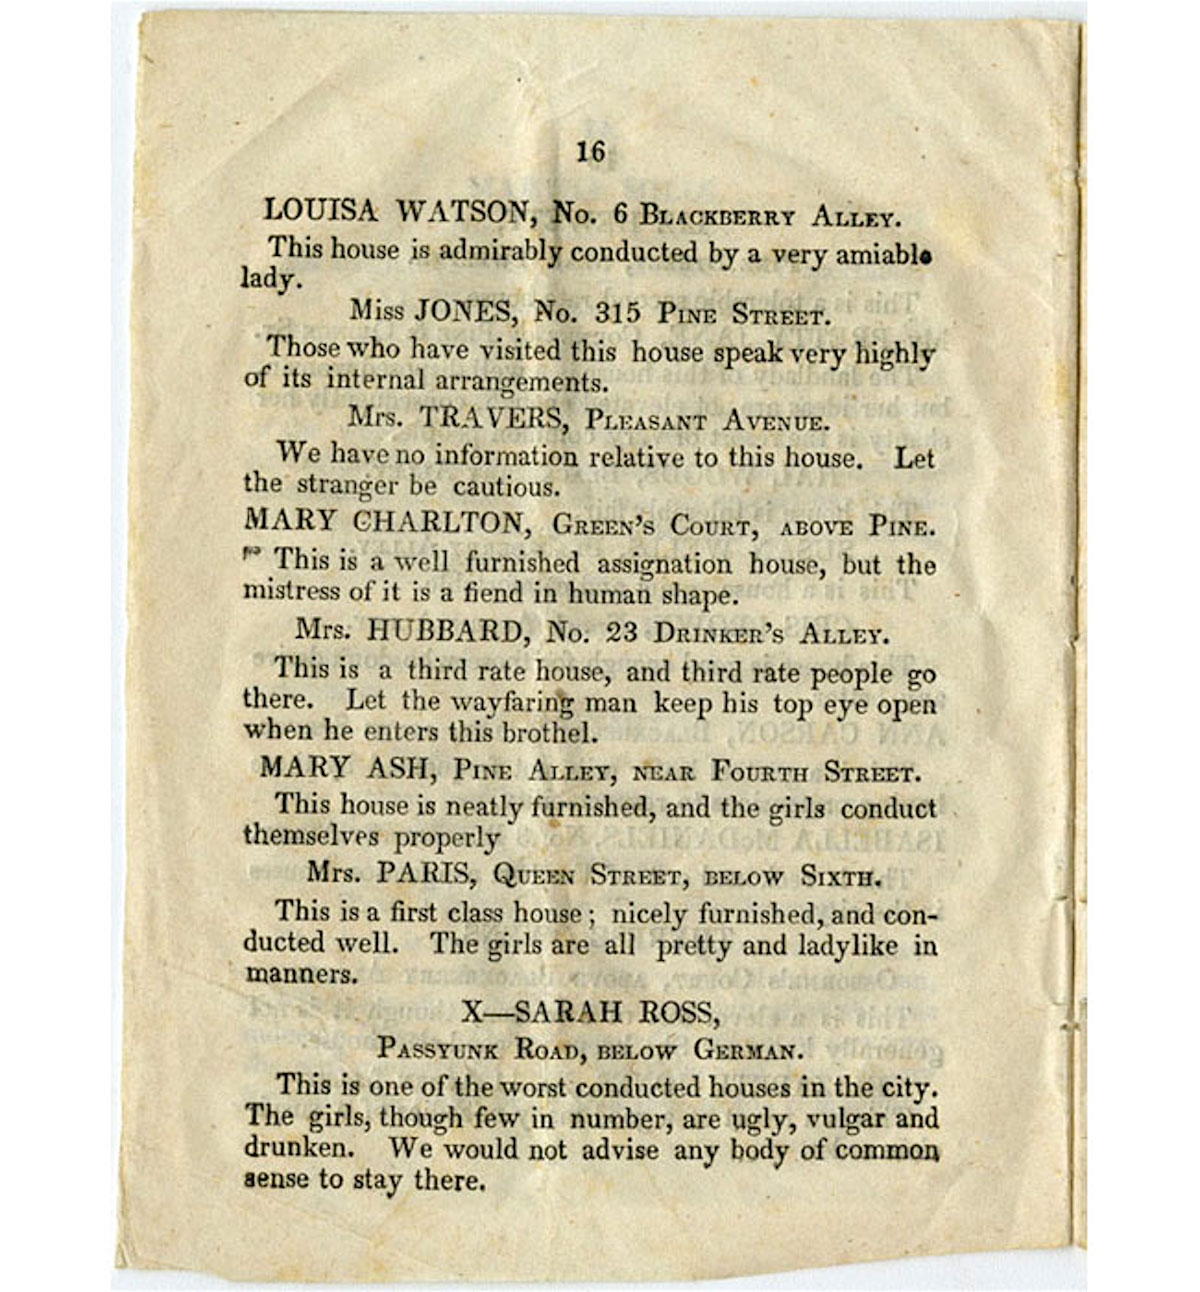 16
LOUISA WATSON, No. 6 BLACKBERRY ALLEY.
This house is admirably conducted by a very amiable
lady.
Miss JONES, No. 315 PINE STREET.
Those who have visited this house speak very highly
of its internal arrangements.
Mrs. TRAVERS, PLEASANT AVENUE.
We have no information relative to this house. Let
the stranger be cautious.
MARY CHARLTON, GREEN'S COURT, ABOVE PINE.
This is a well furnished assignation house, but the
mistress of it is a fiend in human shape.
Mrs. HUBBARD, No. 23 DRINKER'S ALLEY.
This is a third rate house, and third rate people go
there. Let the wayfaring man keep his top eye open
when he enters this brothel.
MARY ASH, PINE ALLEY, NEAR FOURTH STREET.
This house is neatly furnished, and the girls conduct
themselves properly
Mrs. PARIS, QUEEN STREET, BELOW SIXTH.
This is a first class house; nicely furnished, and con-
ducted well. The girls are all pretty and ladylike in
manners.
X—SARAH ROSS,
PASSYUNK ROAD, BELOW GERMAN.
This is one of the worst conducted houses in the city.
The girls, though few in number, are ugly, vulgar and
drunken. We would not advise any body of common
sense to stay there.